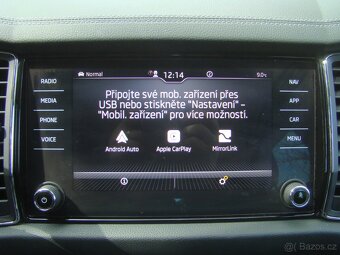 Normal 12:14 9.0
RADIO
MEDIA
PHONE
VOICE
Připojte své mob. zařízení přes
USB nebo stiskněte "Nastavení" –
"Mobil. zařízení" pro více možností.
Android Auto Apple CarPlay MirrorLink
NAV
APP
CAR
MENU
Bazoš.cz